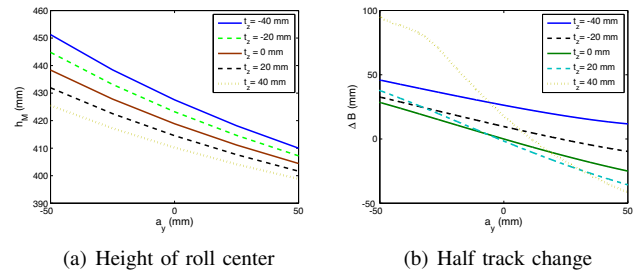 460
450
440
430
420
410
400
390
-50
0
50
h_M (mm)
a_y (mm)
t_z = -40 mm
t_z = -20 mm
t_z = 0 mm
t_z = 20 mm
t_z = 40 mm
(a) Height of roll center
100
50
0
-50
-50
0
50
Δ B (mm)
a_y (mm)
t_z = -40 mm
t_z = -20 mm
t_z = 0 mm
t_z = 20 mm
t_z = 40 mm
(b) Half track change